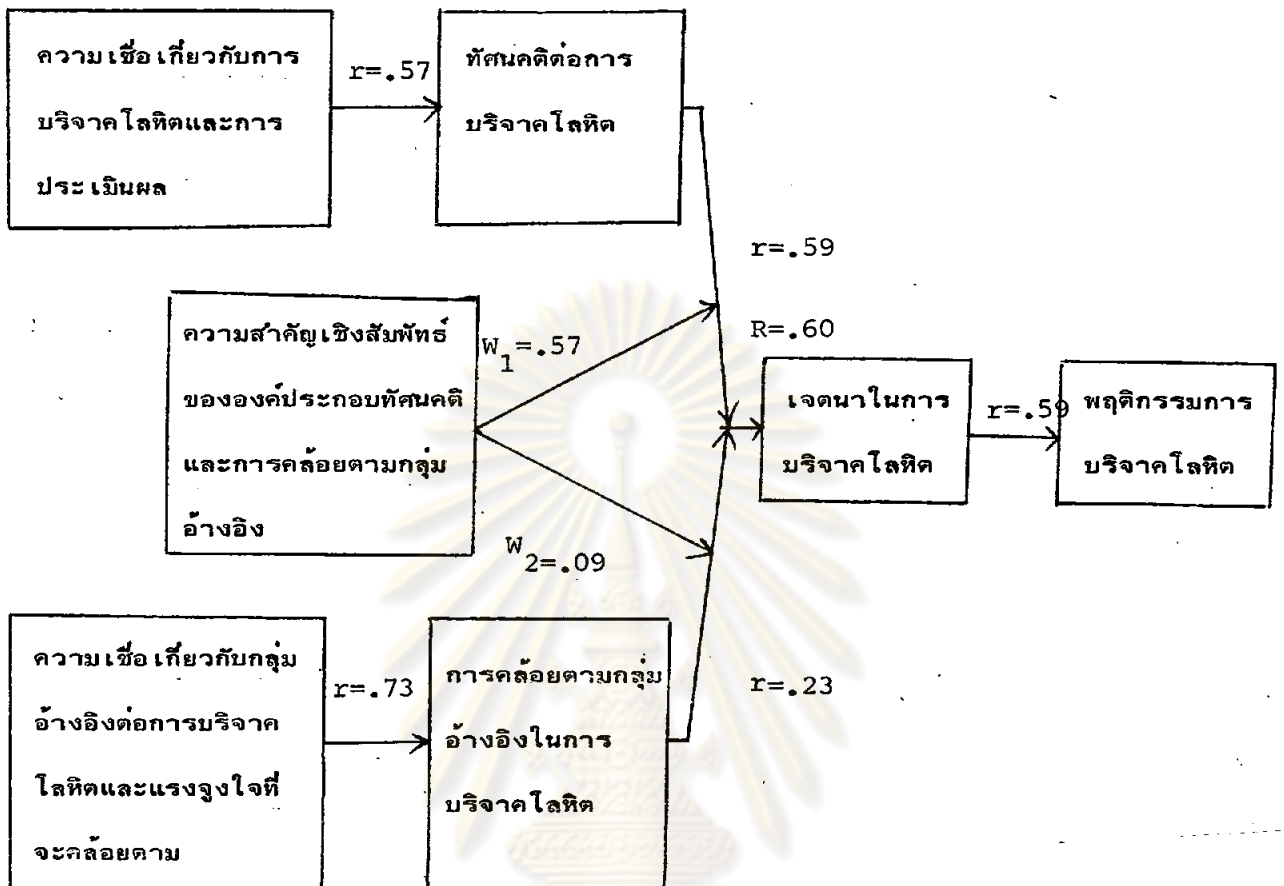 ความเชื่อเกี่ยวกับการ
บริจาคโลหิตและการ
ประเมินผล
r=.57
ทัศนคติต่อการ
บริจาคโลหิต
r=.59
R=.60
ความสำคัญเชิงสัมพัทธ์
ขององค์ประกอบทัศนคติ
และการคล้อยตามกลุ่ม
อ้างอิง
W1=.57
W2=.09
เจตนาในการ
บริจาคโลหิต
r=.59
พฤติกรรมการ
บริจาคโลหิต
ความเชื่อเกี่ยวกับกลุ่ม
อ้างอิงต่อการบริจาค
โลหิตและแรงจูงใจที่
จะคล้อยตาม
r=.73
การคล้อยตามกลุ่ม
อ้างอิงในการ
บริจาคโลหิต
r=.23